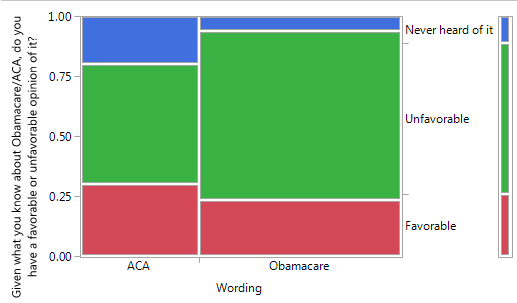 Given what you know about Obamacare/ACA, do you
have a favorable or unfavorable opinion of it?
1.00
0.75
0.50
0.25
0.00
Never heard of it
Unfavorable
Favorable
ACA
Obamacare
Wording